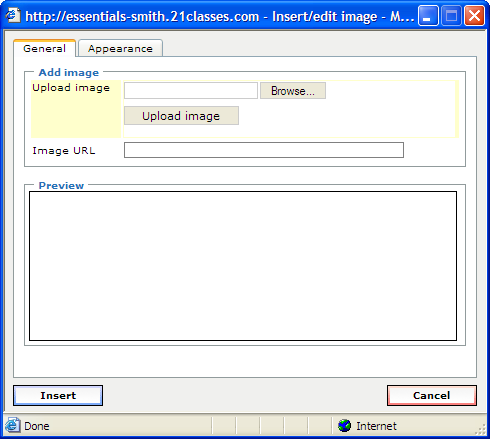 http://essentials-smith.21classes.com - Insert/edit image - M...
General Appearance
Add image
Upload image Browse...
Upload image
Image URL
Preview
Insert Cancel
Done Internet